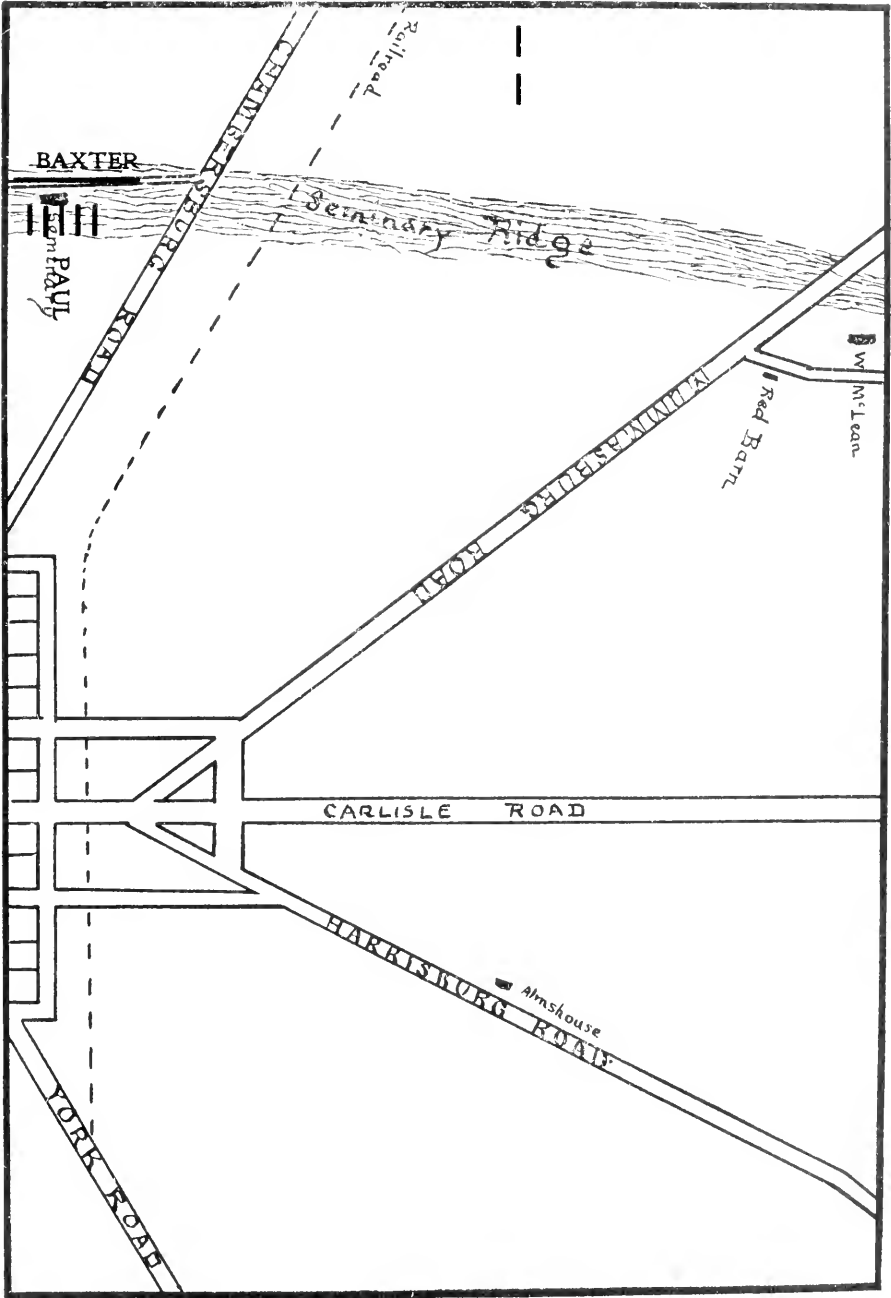 CHAMBERSBURG ROAD
Railroad
BAXTER
Seminary
PAUL
Seminary Ridge
W McLean
Red Barn
MUMMASBURG ROAD
CARLISLE ROAD
HARRISBURG ROAD
Almshouse
YORK ROAD